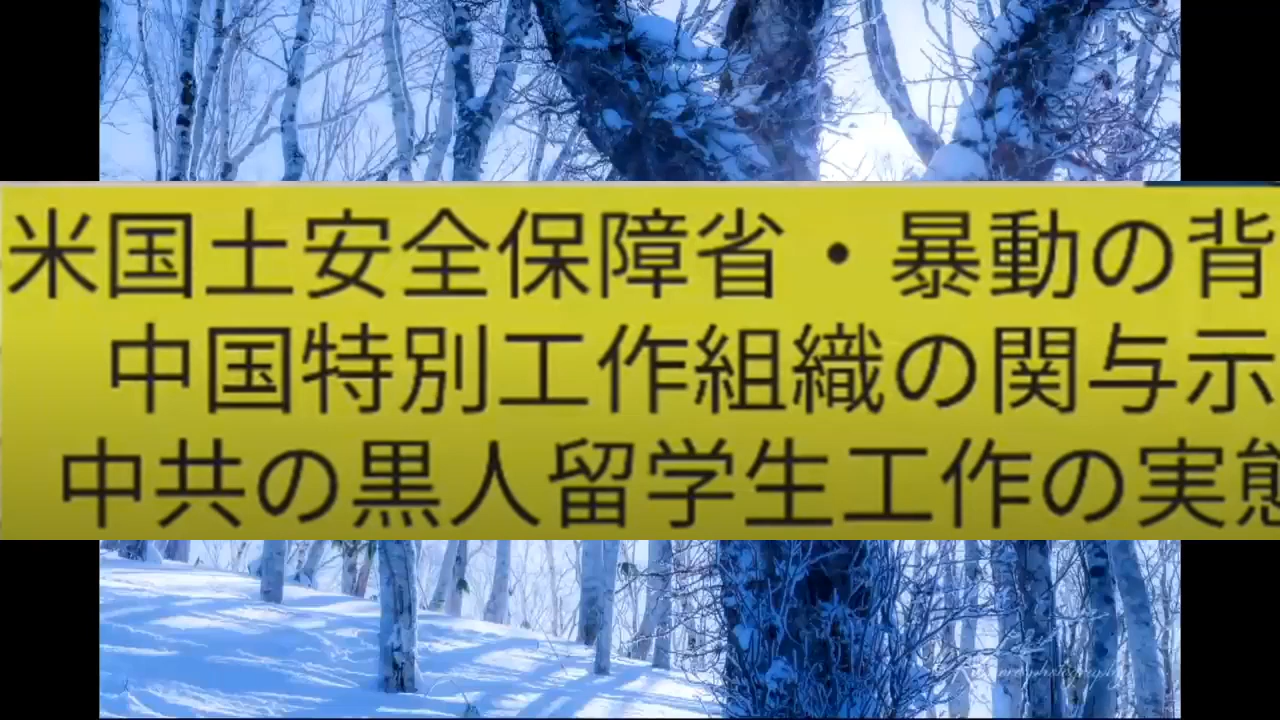 米国土安全保障省・暴動の背
中国特別工作組織の関与示
中共の黒人留学生工作の実態